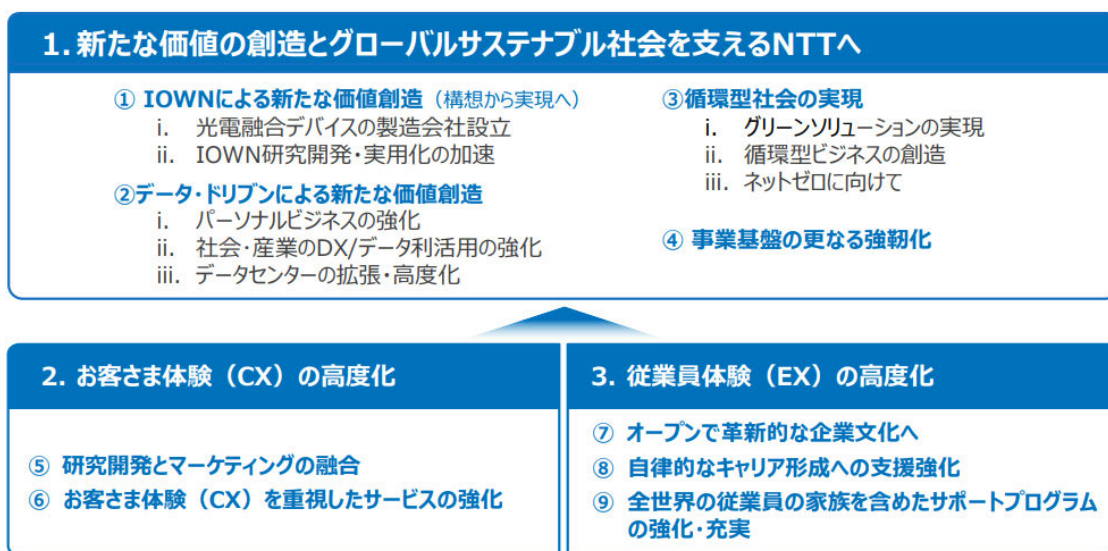 1. 新たな価値の創造とグローバルサステナブル社会を支えるNTTへ
① IOWNによる新たな価値創造（構想から実現へ）
i. 光電融合デバイスの製造会社設立
ii. IOWN研究開発・実用化の加速
②データ・ドリブンによる新たな価値創造
i. パーソナルビジネスの強化
ii. 社会・産業のDX/データ利活用の強化
iii. データセンターの拡張・高度化
③循環型社会の実現
i. グリーンソリューションの実現
ii. 循環型ビジネスの創造
iii. ネットゼロに向けて
④ 事業基盤の更なる強靭化
2. お客さま体験（CX）の高度化
⑤ 研究開発とマーケティングの融合
⑥ お客さま体験（CX）を重視したサービスの強化
3. 従業員体験（EX）の高度化
⑦ オープンで革新的な企業文化へ
⑧ 自律的なキャリア形成への支援強化
⑨ 全世界の従業員の家族を含めたサポートプログラム
の強化・充実